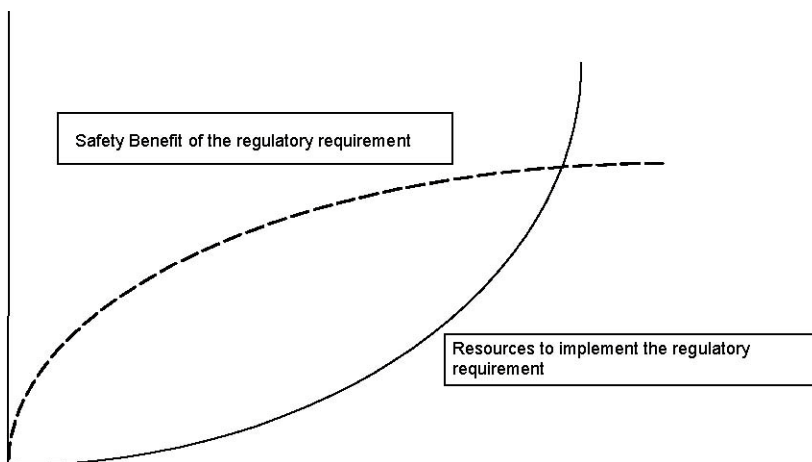 Safety Benefit of the regulatory requirement
Resources to implement the regulatory
requirement